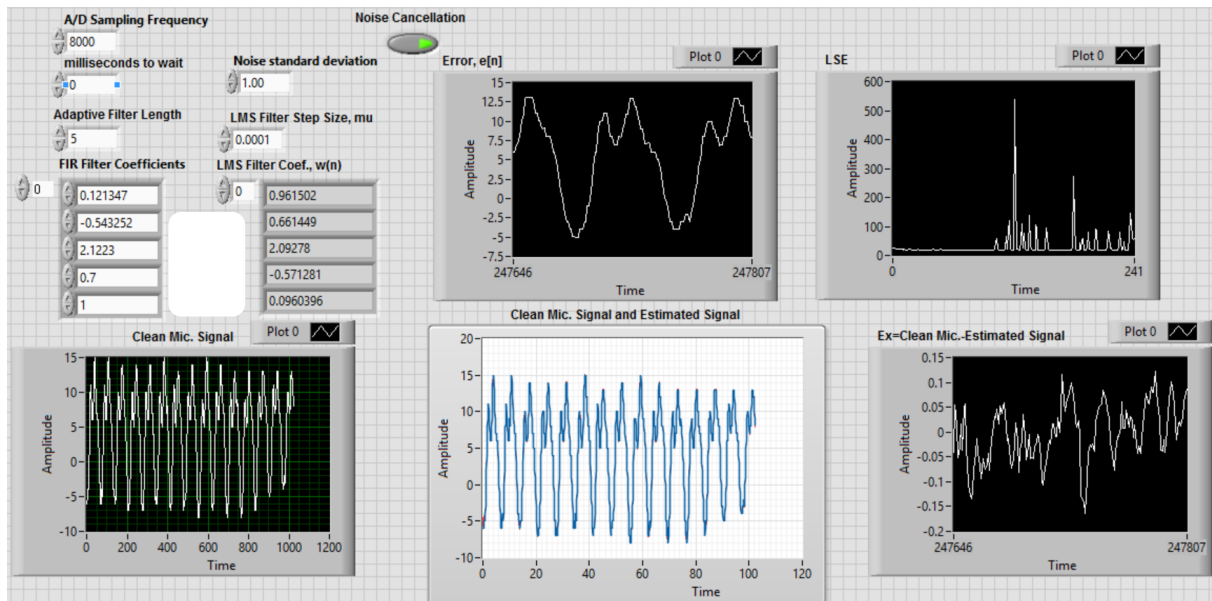 A/D Sampling Frequency
8000
milliseconds to wait
0
Adaptive Filter Length
5
FIR Filter Coefficients
0
0.121347
-0.543252
2.1223
0.7
1
Noise Cancellation
Noise standard deviation
1.00
LMS Filter Step Size, mu
0.0001
LMS Filter Coef., w(n)
0
0.961502
0.661449
2.09278
-0.571281
0.0960396
Error, e[n]
Plot 0
Amplitude
15
12.5
10
7.5
5
2.5
0
-2.5
-5
-7.5
247646
247807
Time
LSE
Plot 0
Amplitude
600
500
400
300
200
100
0
0
241
Time
Clean Mic. Signal
Plot 0
Amplitude
15
10
5
0
-5
-10
0
200
400
600
800
1000
1200
Time
Clean Mic. Signal and Estimated Signal
Amplitude
20
15
10
5
0
-5
-10
0
20
40
60
80
100
120
Time
Ex=Clean Mic.-Estimated Signal
Plot 0
Amplitude
0.15
0.1
0.05
0
-0.05
-0.1
-0.15
-0.2
247646
247807
Time